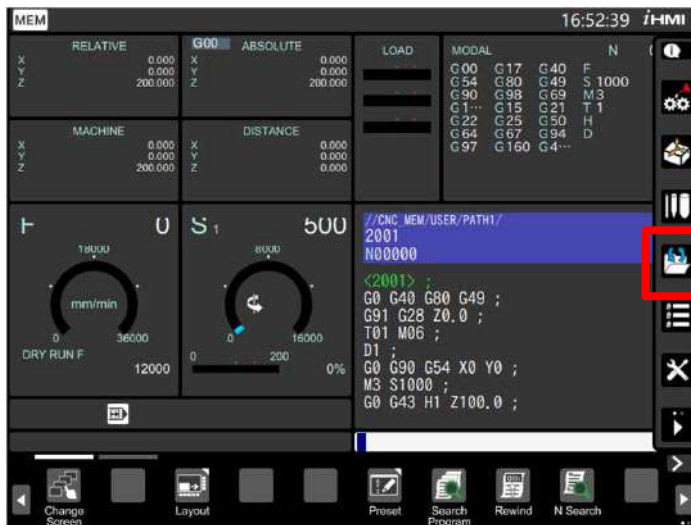 MEM
16:52:39 iHMI
RELATIVE
X 0.000
Y 0.000
Z 200.000
G00 ABSOLUTE
X 0.000
Y 0.000
Z 200.000
LOAD
MODAL N
G00 G17 G40 F
G54 G80 G49 S 1000
G90 G98 G69 M3
G1… G15 G21 T 1
G22 G25 G50 H
G64 G67 G94 D
G97 G160 G4…
MACHINE
X 0.000
Y 0.000
Z 200.000
DISTANCE
X 0.000
Y 0.000
Z 0.000
F 0
18000
mm/min
0 36000
DRY RUN F
12000
S1 500
8000
0 16000
0 200 0%
//CNC_MEM/USER/PATH1/
2001
N00000
<2001> ;
G0 G40 G80 G49 ;
G91 G28 Z0.0 ;
T01 M06 ;
D1 ;
G0 G90 G54 X0 Y0 ;
M3 S1000 ;
G0 G43 H1 Z100.0 ;
Change Screen
Layout
Preset
Search Program
Rewind
N Search